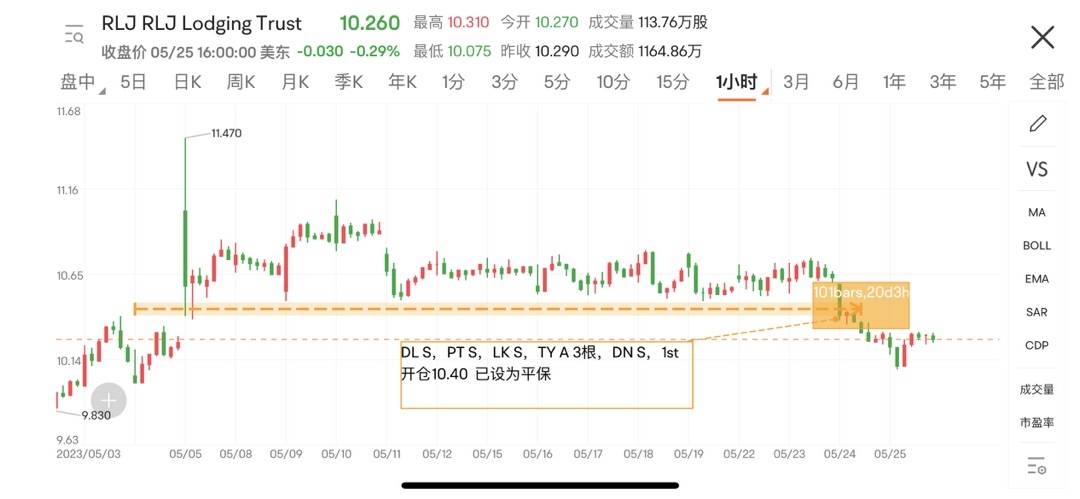 RLJ RLJ Lodging Trust 10.260 最高 10.310 今开 10.270 成交量 113.76万股
收盘价 05/25 16:00:00 美东 -0.030 -0.29% 最低 10.075 昨收 10.290 成交额 1164.86万
盘中 5日 日K 周K 月K 季K 年K 1分 3分 5分 10分 15分 1小时 3月 6月 1年 3年 5年 全部
11.68
11.470
11.16
10.65
101bars,20d3h
10.14
DL S，PT S，LK S，TY A 3根，DN S，1st
开仓10.40 已设为平保
9.830
9.63
2023/05/03 05/05 05/08 05/09 05/10 05/11 05/12 05/15 05/16 05/17 05/18 05/19 05/22 05/23 05/24 05/25
VS
MA
BOLL
EMA
SAR
CDP
成交量
市盈率